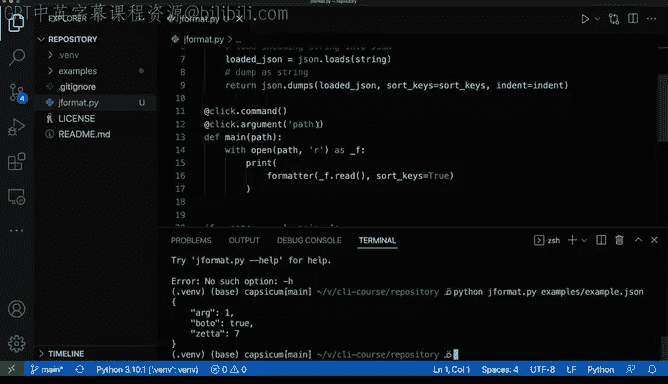 jformat.py — repository
GPT中英字幕课程资源@bilibili.com
EXPLORER
REPOSITORY
.venv
examples
jformat.py U
.gitignore
LICENSE
README.md
TIMELINE
4
jformat.py > ...
7 loaded_json = json.loads(string)
8 # dump as string
9 return json.dumps(loaded_json, sort_keys=sort_keys, indent=indent)
10
11 @click.command()
12 @click.argument('path')
13 def main(path):
14 with open(path, 'r') as _f:
15 print(
16 formatter(_f.read(), sort_keys=True)
17 )
18
19
PROBLEMS OUTPUT DEBUG CONSOLE TERMINAL
zsh
Try 'jformat.py --help' for help.
Error: No such option: -h
(.venv) (base) capsicum[main] ~/v/cli-course/repository python jformat.py examples/example.json
{
"arg": 1,
"boto": true,
"zetta": 7
}
(.venv) (base) capsicum[main] ~/v/cli-course/repository
main* Python 3.10.1 ('.venv': venv) 0 0 Ln 1, Col 1 Spaces: 4 UTF-8 LF Python